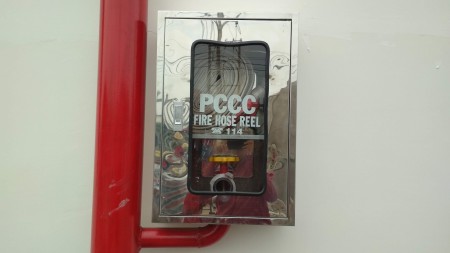 PCCC
FIRE HOSE REEL
☎ 114